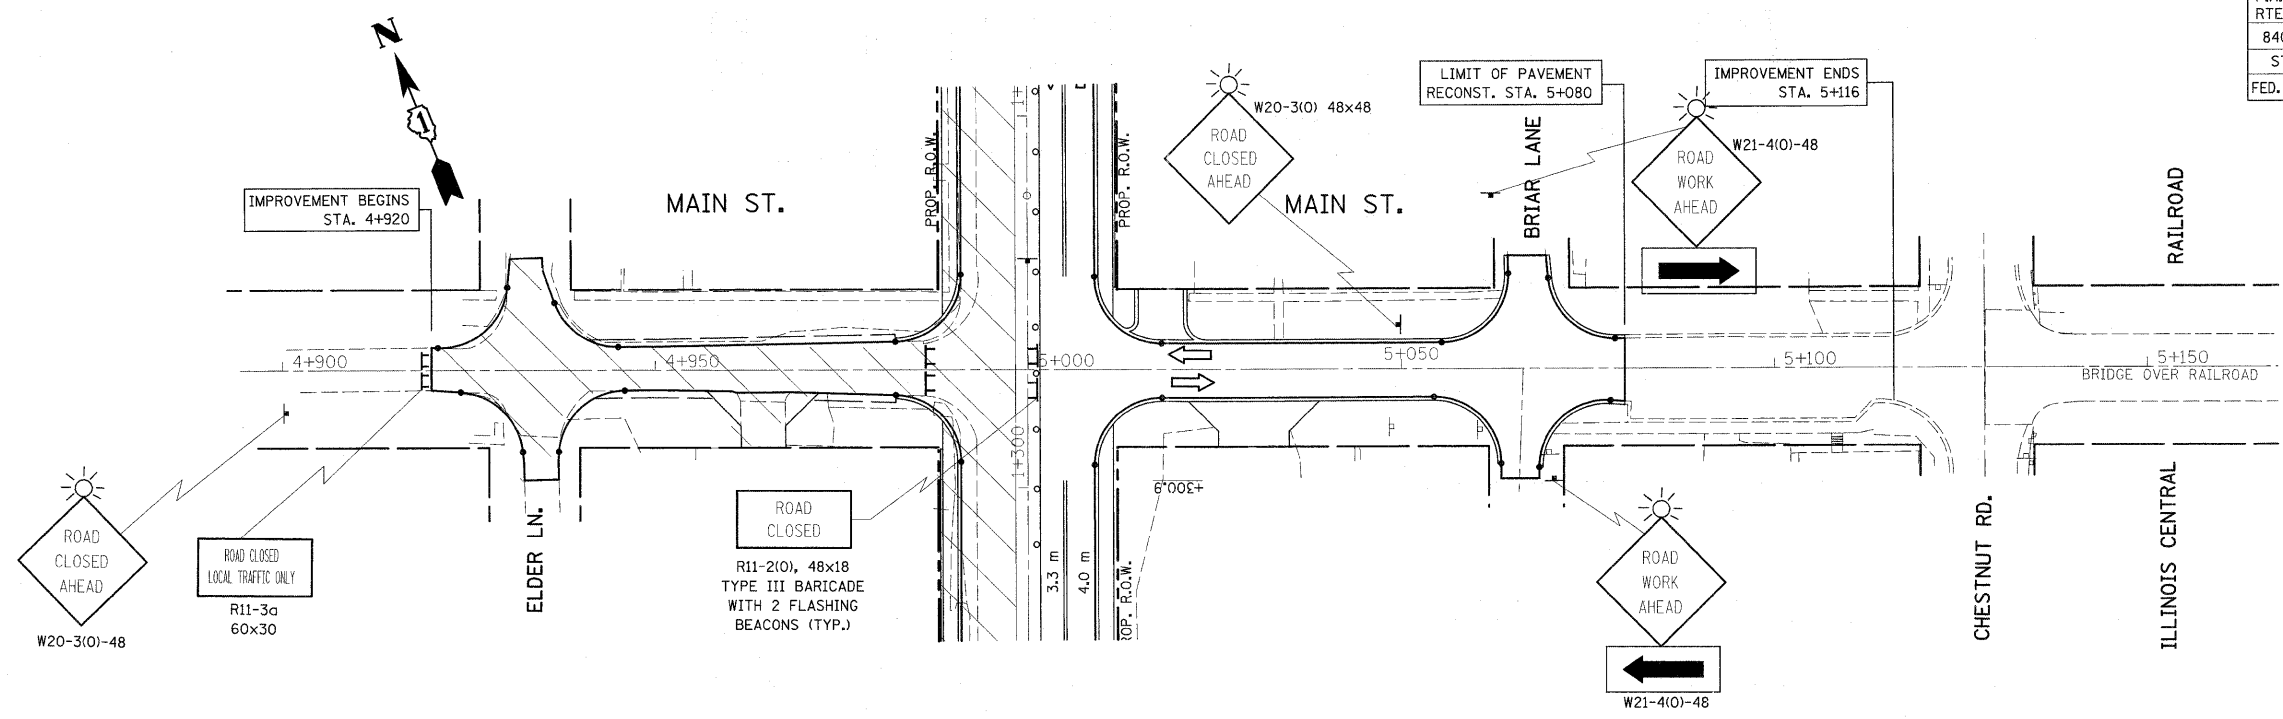 N
1
RTE
840
ST
FED.
LIMIT OF PAVEMENT
RECONST. STA. 5+080
IMPROVEMENT ENDS
STA. 5+116
W20-3(O) 48x48
ROAD
CLOSED
AHEAD
W21-4(O)-48
ROAD
WORK
AHEAD
IMPROVEMENT BEGINS
STA. 4+920
MAIN ST.
PROP. R.O.W.
PROP. R.O.W.
MAIN ST.
BRIAR LANE
RAILROAD
4+900
4+950
5+000
5+050
5+100
5+150
BRIDGE OVER RAILROAD
1+300
+300.9
ROAD
CLOSED
AHEAD
W20-3(O)-48
ROAD CLOSED
LOCAL TRAFFIC ONLY
R11-3a
60x30
ELDER LN.
ROAD
CLOSED
R11-2(O), 48x18
TYPE III BARICADE
WITH 2 FLASHING
BEACONS (TYP.)
3.3 m
4.0 m
ROP. R.O.W.
ROAD
WORK
AHEAD
W21-4(O)-48
CHESTNUT RD.
ILLINOIS CENTRAL